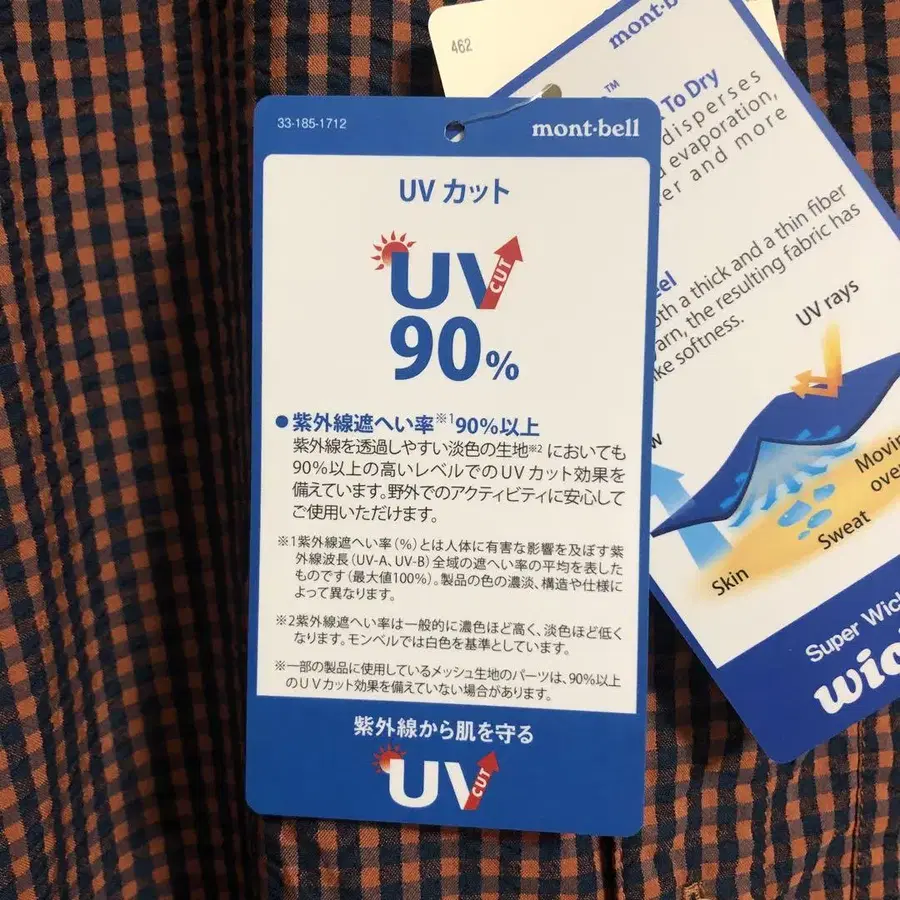 33-185-1712
mont·bell
UV カット
UV CUT
90%
●紫外線遮へい率※1 90%以上
紫外線を透過しやすい淡色の生地※2 においても
90%以上の高いレベルでのUVカット効果を
備えています。野外でのアクティビティに安心して
ご使用いただけます。
※1紫外線遮へい率(%)とは人体に有害な影響を及ぼす紫
外線波長(UV-A、UV-B)全域の遮へい率の平均を表した
ものです(最大値100%)。製品の色の濃淡、構造や仕様に
よって異なります。
※2紫外線遮へい率は一般的に濃色ほど高く、淡色ほど低く
なります。モンベルでは白色を基準としています。
※一部の製品に使用しているメッシュ生地のパーツは、90%以上
のUVカット効果を備えていない場合があります。
紫外線から肌を守る
UV CUT
462
TM
To Dry
disperses
evaporation,
and more
a thick and a thin fiber
the resulting fabric has
softness.
UV rays
Sweat
Skin
Super